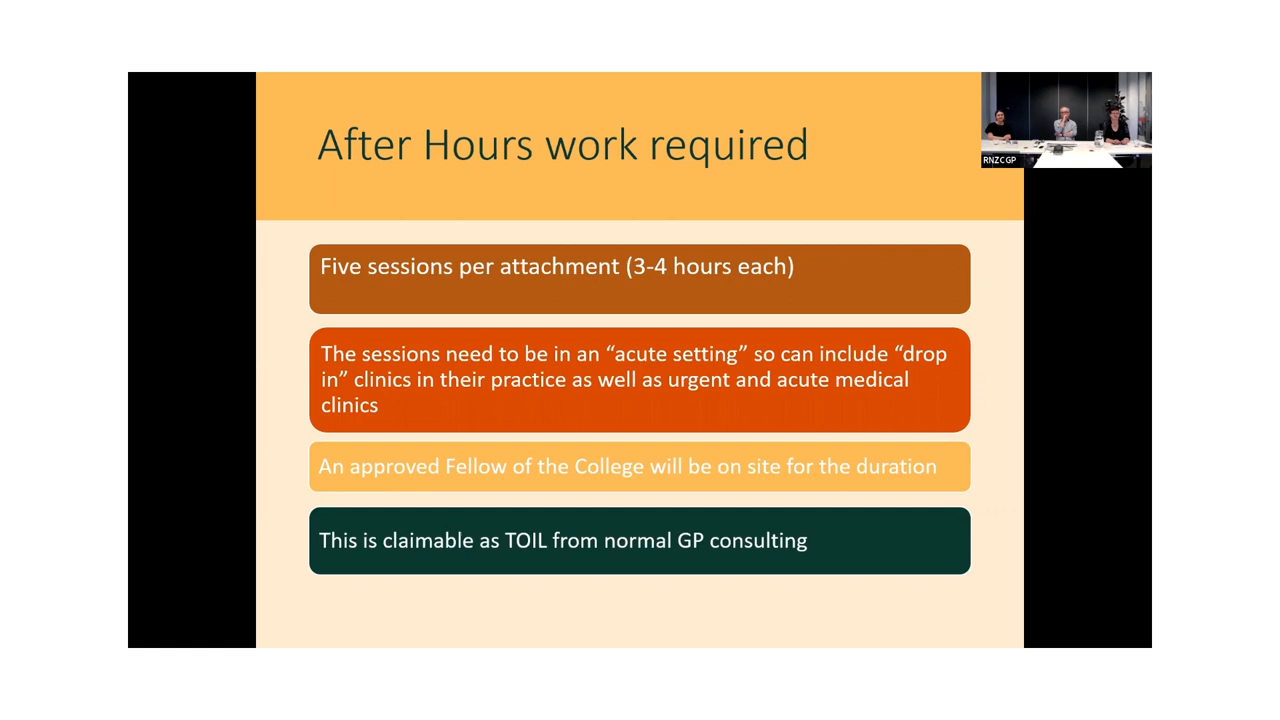 After Hours work required
RNZCGP
Five sessions per attachment (3-4 hours each)
The sessions need to be in an “acute setting” so can include “drop
in” clinics in their practice as well as urgent and acute medical
clinics
An approved Fellow of the College will be on site for the duration
This is claimable as TOIL from normal GP consulting